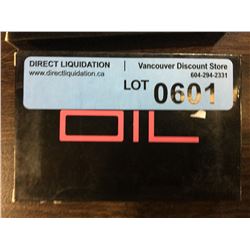 DIRECT LIQUIDATION
www.directliquidation.ca
Vancouver Discount Store
604-294-2331
LOT 0601
OIL